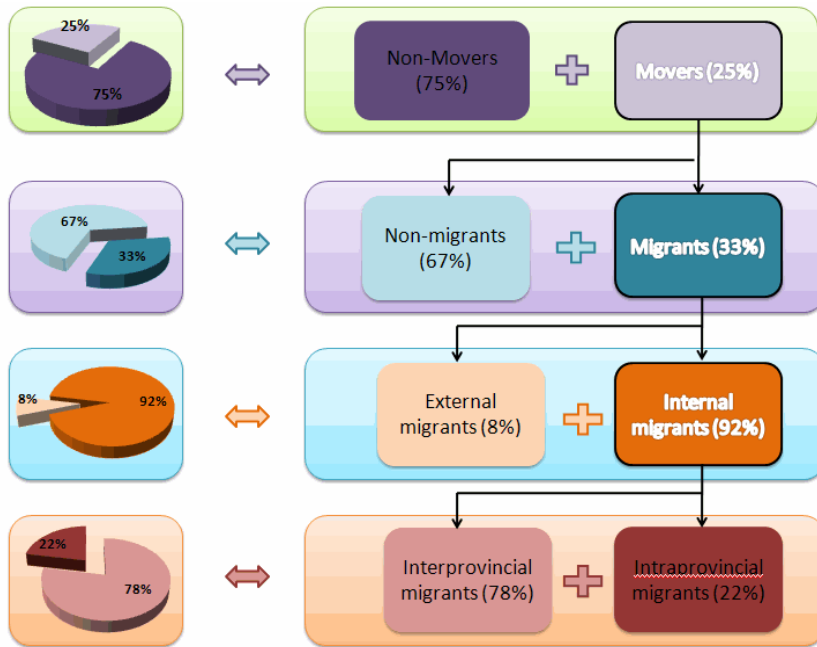 25%
75%
Non-Movers
(75%)
Movers (25%)
67%
33%
Non-migrants
(67%)
Migrants (33%)
8%
92%
External
migrants (8%)
Internal
migrants (92%)
22%
78%
Interprovincial
migrants (78%)
Intraprovincial
migrants (22%)